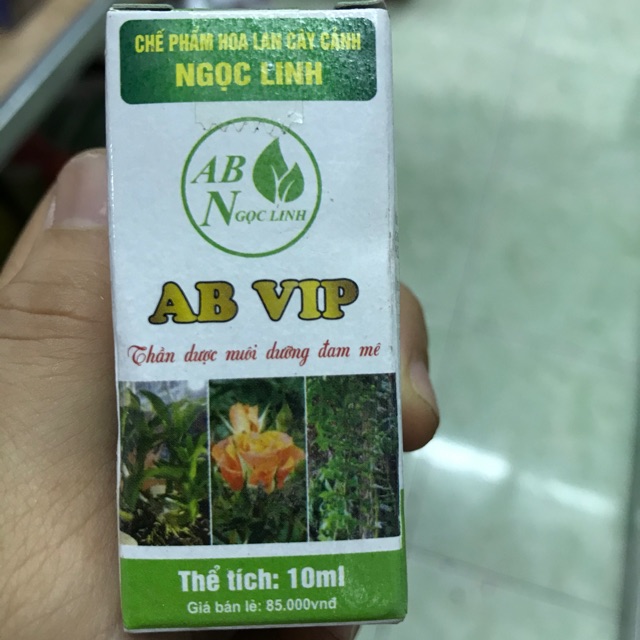 CHẾ PHẨM HOA LAN CÂY CẢNH
NGỌC LINH
AB
NGỌC LINH
AB VIP
Thần dược nuôi dưỡng đam mê
Thể tích: 10ml
Giá bán lẻ: 85.000vnđ